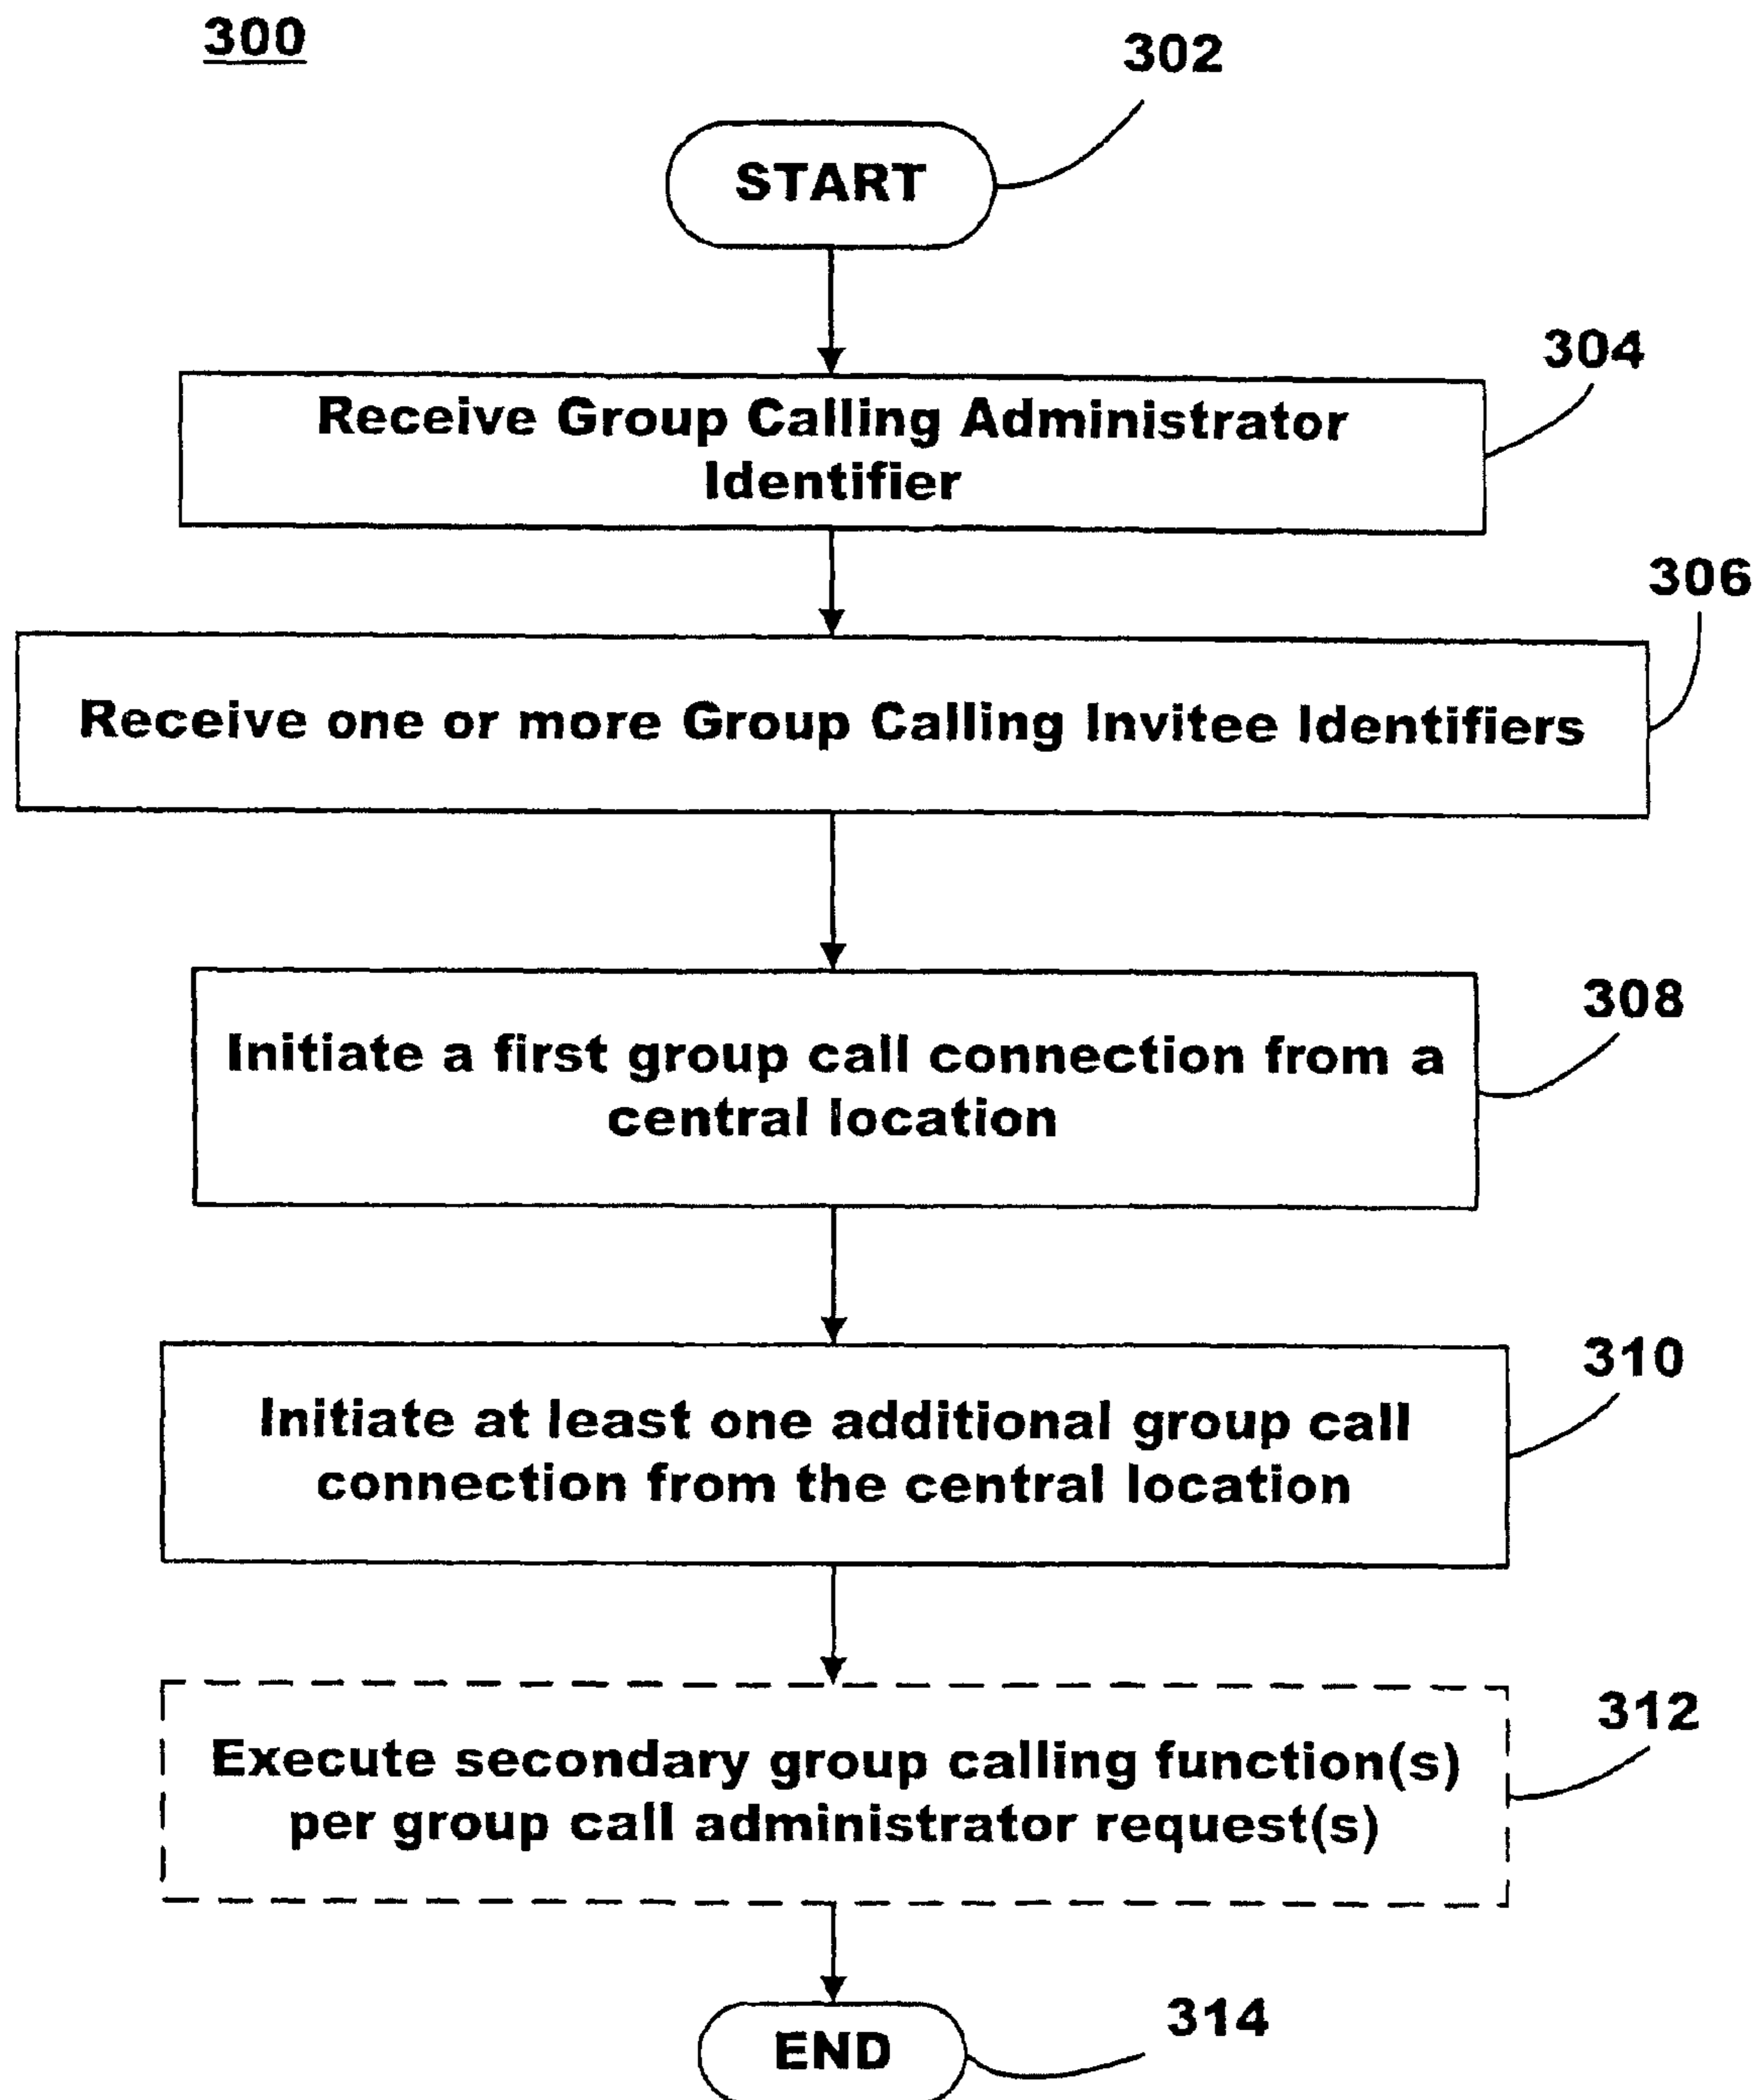 300
302
START
304
Receive Group Calling Administrator
Identifier
306
Receive one or more Group Calling Invitee Identifiers
308
Initiate a first group call connection from a
central location
310
Initiate at least one additional group call
connection from the central location
312
Execute secondary group calling function(s)
per group call administrator request(s)
314
END